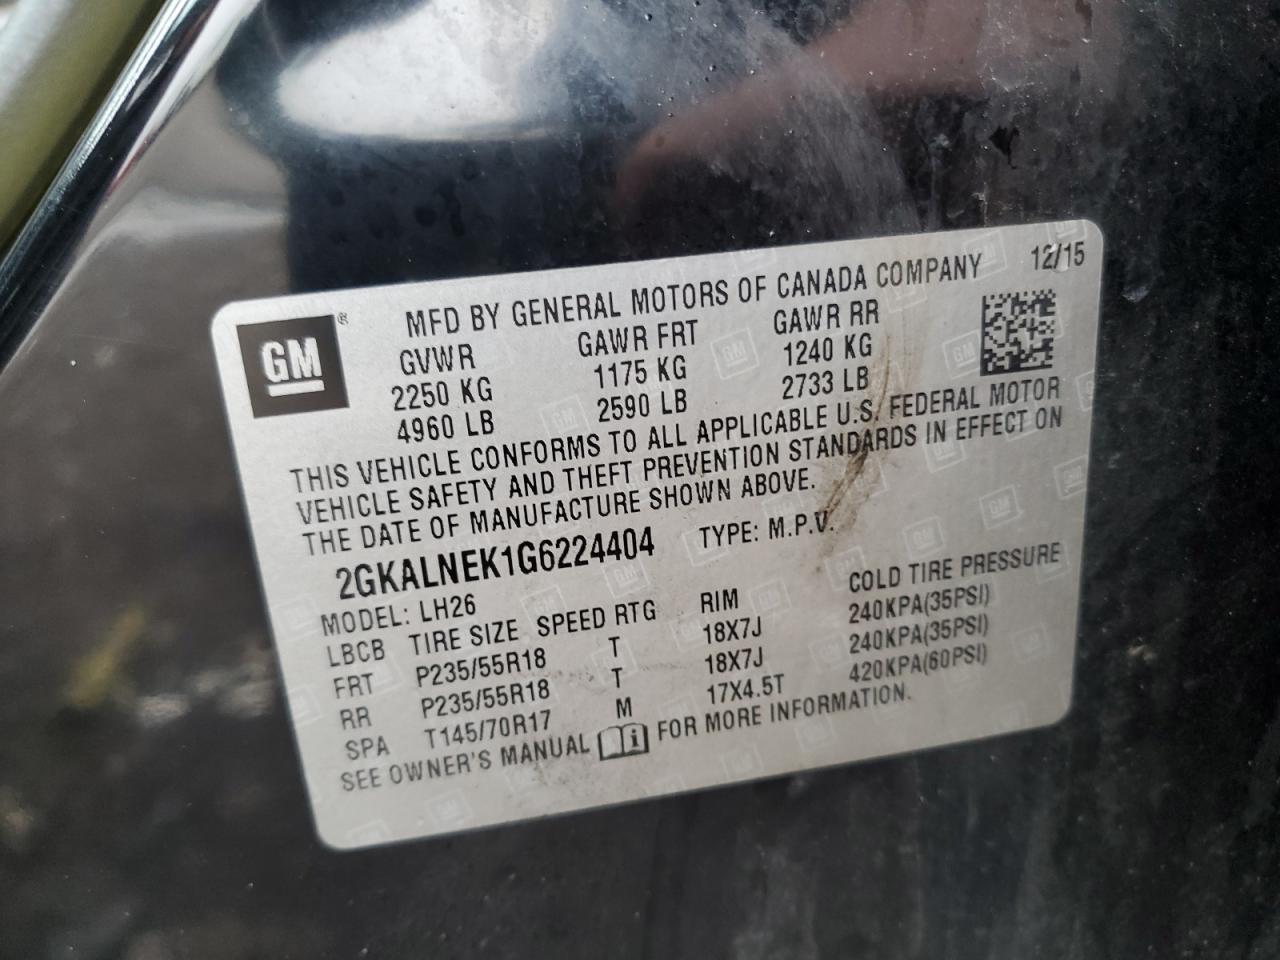 GM ® MFD BY GENERAL MOTORS OF CANADA COMPANY 12/15
GVWR GAWR FRT GAWR RR
2250 KG 1175 KG 1240 KG
4960 LB 2590 LB 2733 LB
THIS VEHICLE CONFORMS TO ALL APPLICABLE U.S. FEDERAL MOTOR
VEHICLE SAFETY AND THEFT PREVENTION STANDARDS IN EFFECT ON
THE DATE OF MANUFACTURE SHOWN ABOVE.
2GKALNEK1G6224404 TYPE: M.P.V.
MODEL: LH26
LBCB TIRE SIZE SPEED RTG RIM COLD TIRE PRESSURE
FRT P235/55R18 T 18X7J 240KPA(35PSI)
RR P235/55R18 T 18X7J 240KPA(35PSI)
SPA T145/70R17 M 17X4.5T 420KPA(60PSI)
SEE OWNER'S MANUAL i FOR MORE INFORMATION.